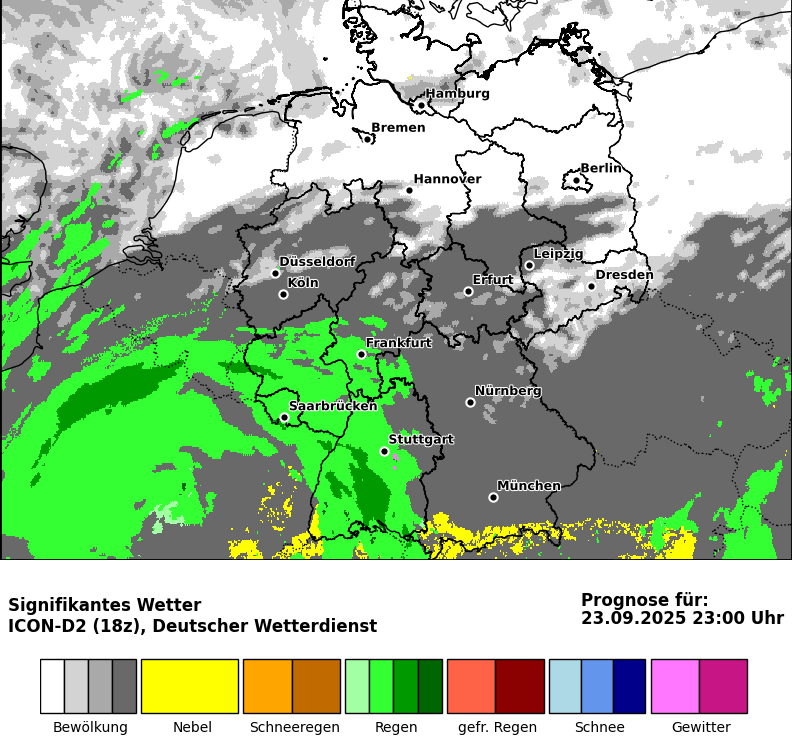 Hamburg
Bremen
Berlin
Hannover
Leipzig
Düsseldorf
Erfurt
Dresden
Köln
Frankfurt
Nürnberg
Saarbrücken
Stuttgart
München
Signifikantes Wetter
ICON-D2 (18z), Deutscher Wetterdienst
Prognose für:
23.09.2025 23:00 Uhr
Bewölkung Nebel Schneeregen Regen gefr. Regen Schnee Gewitter